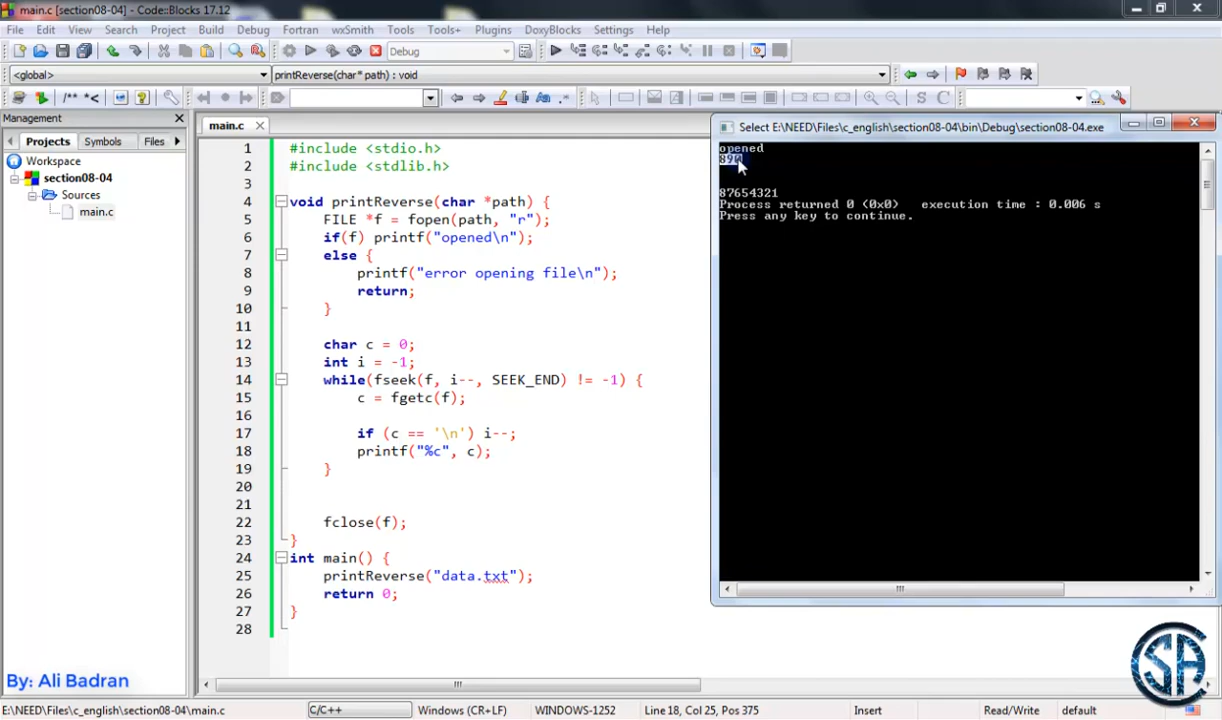 main.c [section08-04] - Code::Blocks 17.12
File Edit View Search Project Build Debug Fortran wxSmith Tools Tools+ Plugins DoxyBlocks Settings Help
Debug
<global> printReverse(char* path) : void
/** *<
S C
Management
Projects Symbols Files
Workspace
section08-04
Sources
main.c
main.c
1 #include <stdio.h>
2 #include <stdlib.h>
3
4 void printReverse(char *path) {
5 FILE *f = fopen(path, "r");
6 if(f) printf("opened\n");
7 else {
8 printf("error opening file\n");
9 return;
10 }
11
12 char c = 0;
13 int i = -1;
14 while(fseek(f, i--, SEEK_END) != -1) {
15 c = fgetc(f);
16
17 if (c == '\n') i--;
18 printf("%c", c);
19 }
20
21
22 fclose(f);
23 }
24 int main() {
25 printReverse("data.txt");
26 return 0;
27 }
28
Select E:\NEED\Files\c_english\section08-04\bin\Debug\section08-04.exe
opened
890
87654321
Process returned 0 (0x0) execution time : 0.006 s
Press any key to continue.
SA
By: Ali Badran
E:\NEED\Files\c_english\section08-04\main.c C/C++ Windows (CR+LF) WINDOWS-1252 Line 18, Col 25, Pos 375 Insert Read/Write default